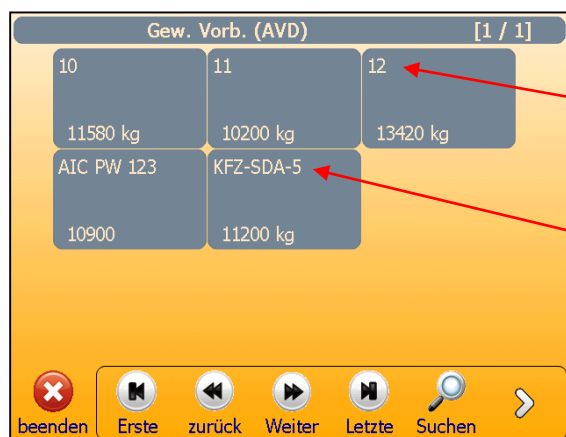 Gew. Vorb. (AVD) [1 / 1]
10 11 12
11580 kg 10200 kg 13420 kg
AIC PW 123 KFZ-SDA-5
10900 11200 kg
beenden Erste zurück Weiter Letzte Suchen